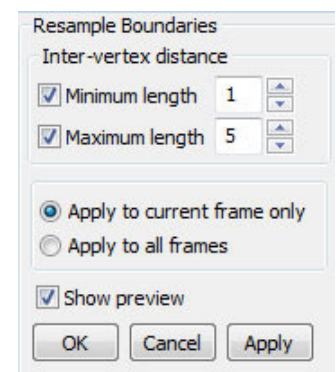 Resample Boundaries
Inter-vertex distance
Minimum length 1
Maximum length 5
Apply to current frame only
Apply to all frames
Show preview
OK Cancel Apply